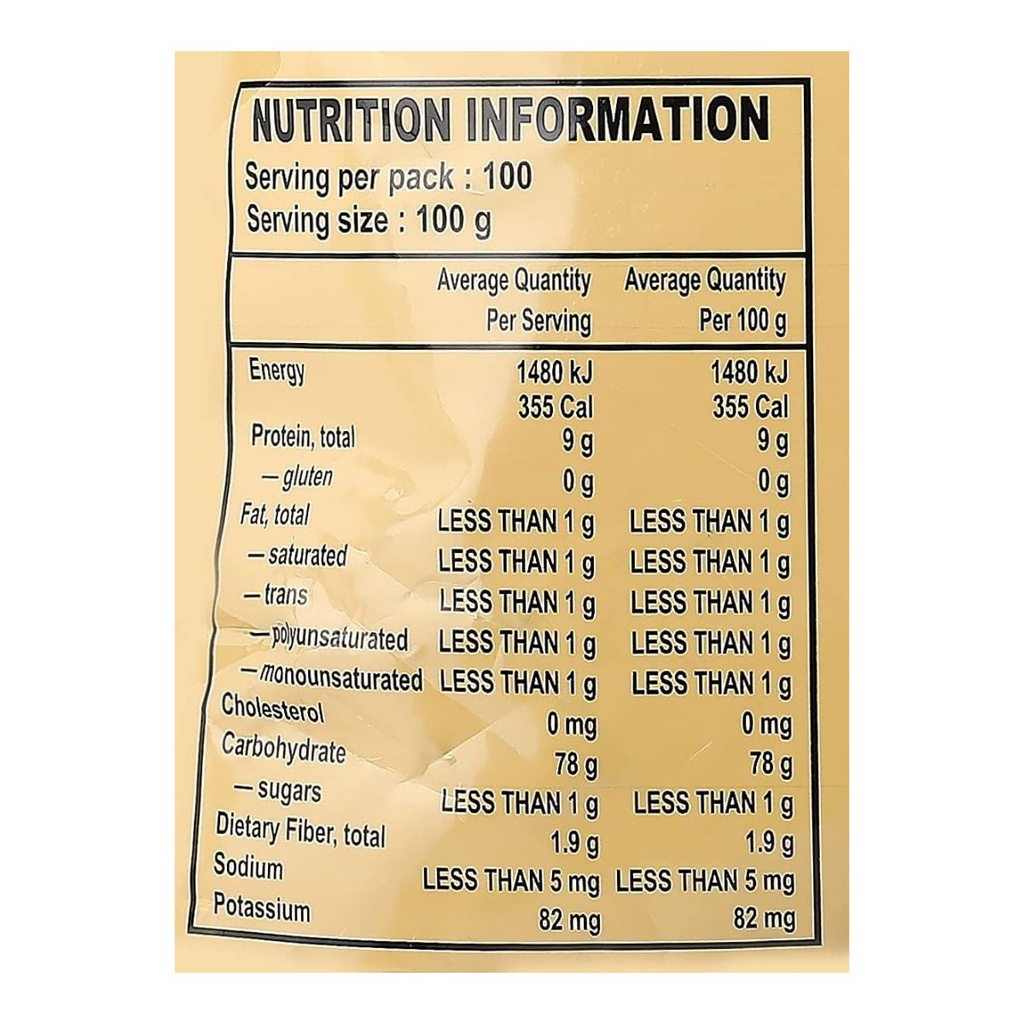 NUTRITION INFORMATION
Serving per pack : 100
Serving size : 100 g
Average Quantity Average Quantity
Per Serving Per 100 g
Energy 1480 kJ 1480 kJ
355 Cal 355 Cal
Protein, total 9 g 9 g
— gluten 0 g 0 g
Fat, total LESS THAN 1 g LESS THAN 1 g
— saturated LESS THAN 1 g LESS THAN 1 g
— trans LESS THAN 1 g LESS THAN 1 g
— polyunsaturated LESS THAN 1 g LESS THAN 1 g
— monounsaturated LESS THAN 1 g LESS THAN 1 g
Cholesterol 0 mg 0 mg
Carbohydrate 78 g 78 g
— sugars LESS THAN 1 g LESS THAN 1 g
Dietary Fiber, total 1.9 g 1.9 g
Sodium LESS THAN 5 mg LESS THAN 5 mg
Potassium 82 mg 82 mg